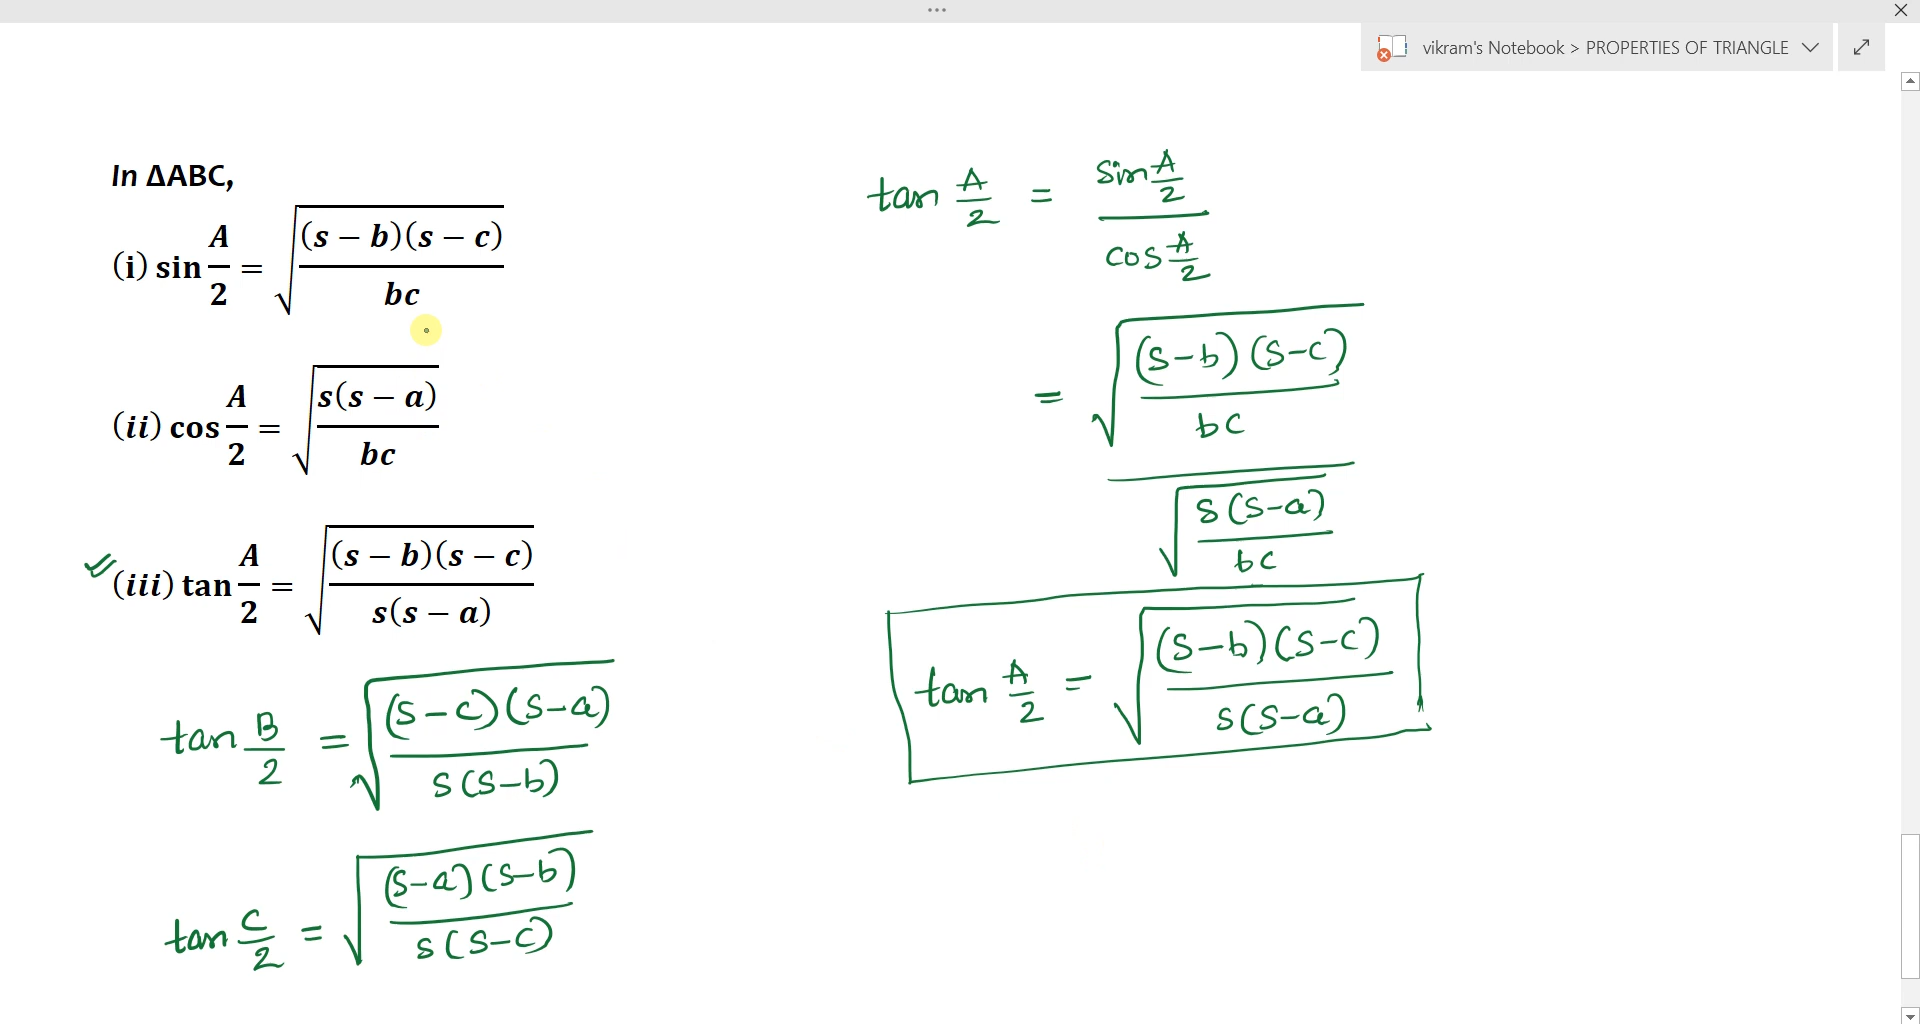 vikram's Notebook > PROPERTIES OF TRIANGLE
In ΔABC,
(i) sin A/2 = √((s − b)(s − c)/bc)
(ii) cos A/2 = √(s(s − a)/bc)
(iii) tan A/2 = √((s − b)(s − c)/s(s − a))
tan B/2 = √((s-c)(s-a)/s(s-b))
tan C/2 = √((s-a)(s-b)/s(s-c))
tan A/2 = sin A/2 / cos A/2
= √((s-b)(s-c)/bc) / √(s(s-a)/bc)
tan A/2 = √((s-b)(s-c)/s(s-a))